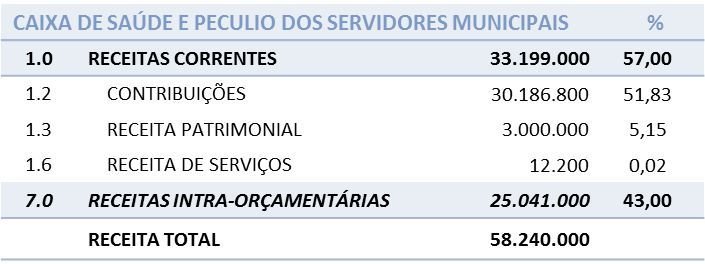 CAIXA DE SAÚDE E PECULIO DOS SERVIDORES MUNICIPAIS %
1.0 RECEITAS CORRENTES 33.199.000 57,00
1.2 CONTRIBUIÇÕES 30.186.800 51,83
1.3 RECEITA PATRIMONIAL 3.000.000 5,15
1.6 RECEITA DE SERVIÇOS 12.200 0,02
7.0 RECEITAS INTRA-ORÇAMENTÁRIAS 25.041.000 43,00
RECEITA TOTAL 58.240.000